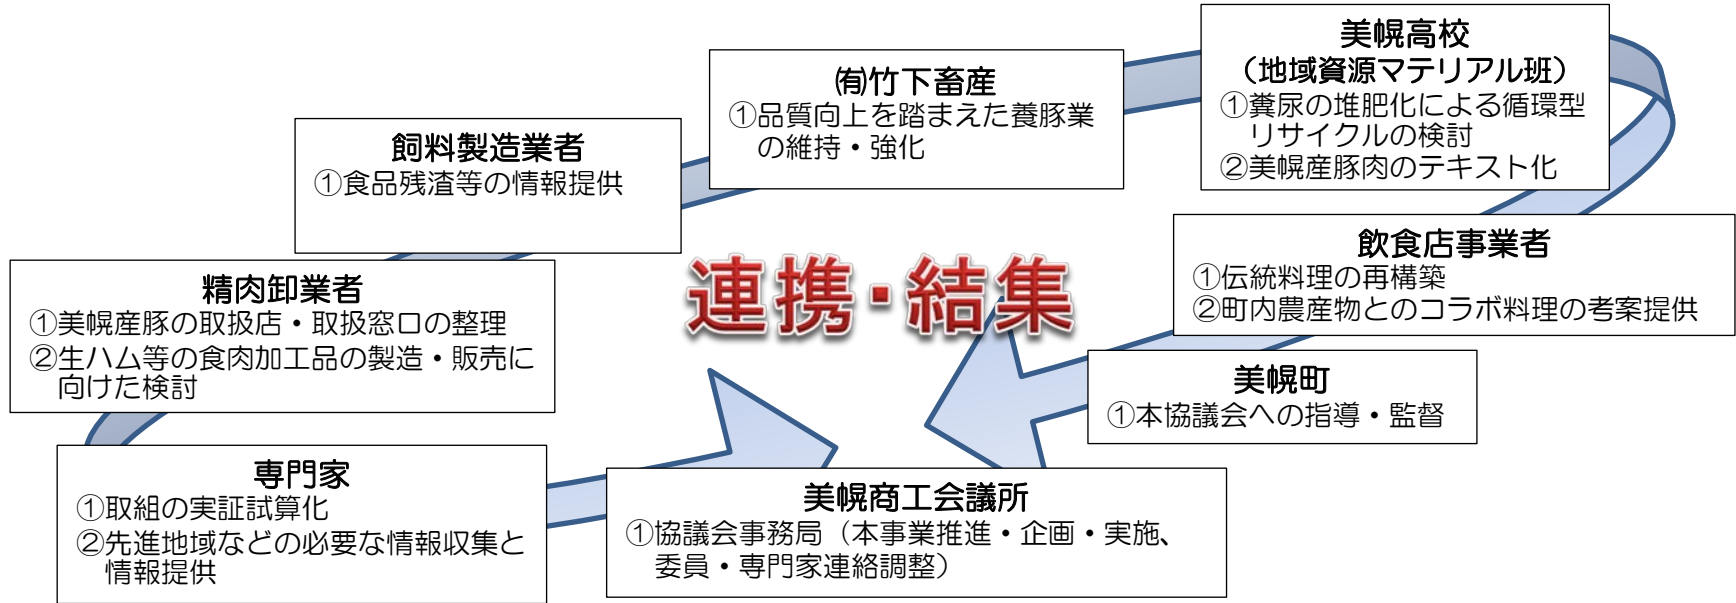 美幌高校
（地域資源マテリアル班）
①糞尿の堆肥化による循環型
リサイクルの検討
②美幌産豚肉のテキスト化
㈲竹下畜産
①品質向上を踏まえた養豚業
の維持・強化
飼料製造業者
①食品残渣等の情報提供
飲食店事業者
①伝統料理の再構築
②町内農産物とのコラボ料理の考案提供
連携・結集
精肉卸業者
①美幌産豚の取扱店・取扱窓口の整理
②生ハム等の食肉加工品の製造・販売に
向けた検討
美幌町
①本協議会への指導・監督
専門家
①取組の実証試算化
②先進地域などの必要な情報収集と
情報提供
美幌商工会議所
①協議会事務局（本事業推進・企画・実施、
委員・専門家連絡調整）